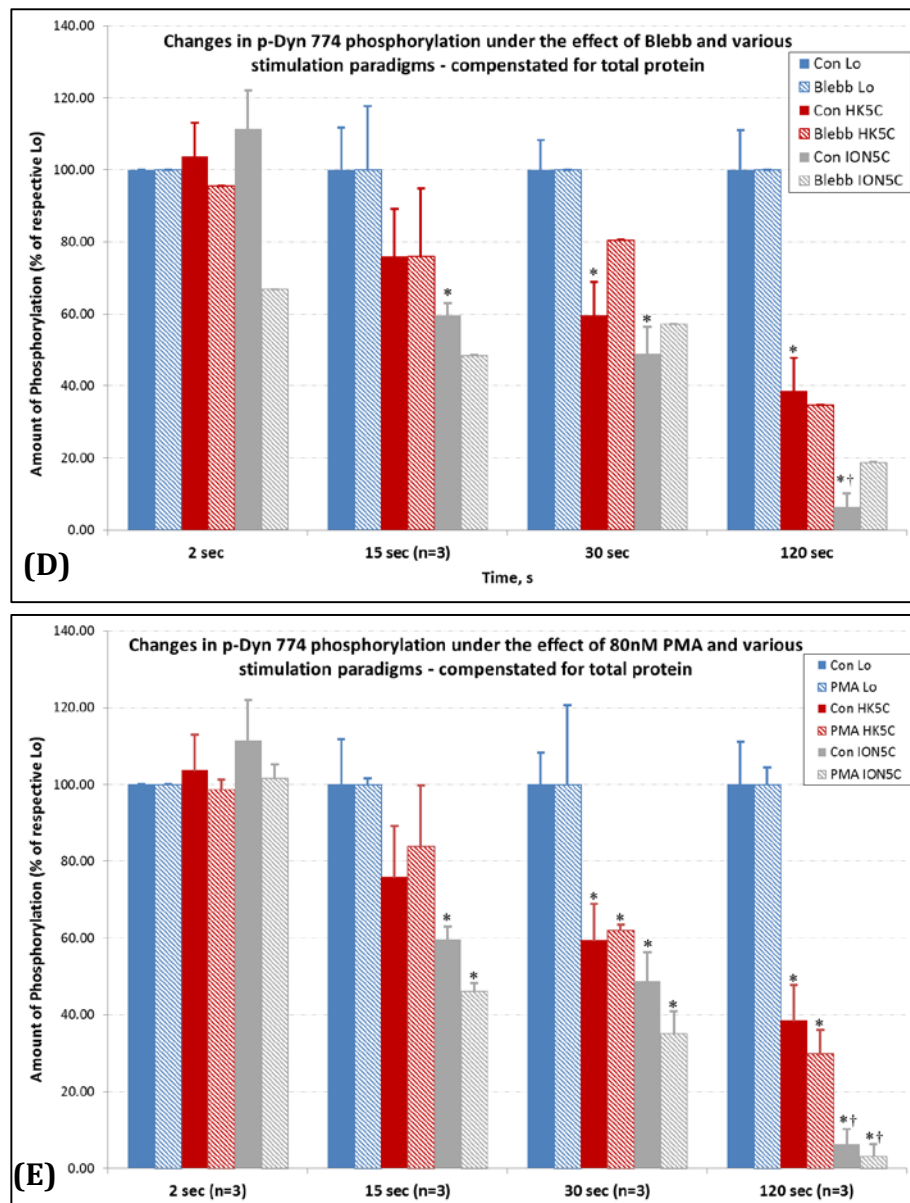 Changes in p-Dyn 774 phosphorylation under the effect of Blebb and various
stimulation paradigms - compenstated for total protein
Con Lo
Blebb Lo
Con HK5C
Blebb HK5C
Con ION5C
Blebb ION5C
Amount of Phosphorylation (% of respective Lo)
140.00
120.00
100.00
80.00
60.00
40.00
20.00
0.00
*
*
*
*
*†
2 sec
15 sec (n=3)
30 sec
120 sec
Time, s
(D)
Changes in p-Dyn 774 phosphorylation under the effect of 80nM PMA and various
stimulation paradigms - compenstated for total protein
Con Lo
PMA Lo
Con HK5C
PMA HK5C
Con ION5C
PMA ION5C
Amount of Phosphorylation (% of respective Lo)
140.00
120.00
100.00
80.00
60.00
40.00
20.00
0.00
*
*
*
*
*
*
*
*
*†
*†
2 sec (n=3)
15 sec (n=3)
30 sec (n=3)
120 sec (n=3)
(E)